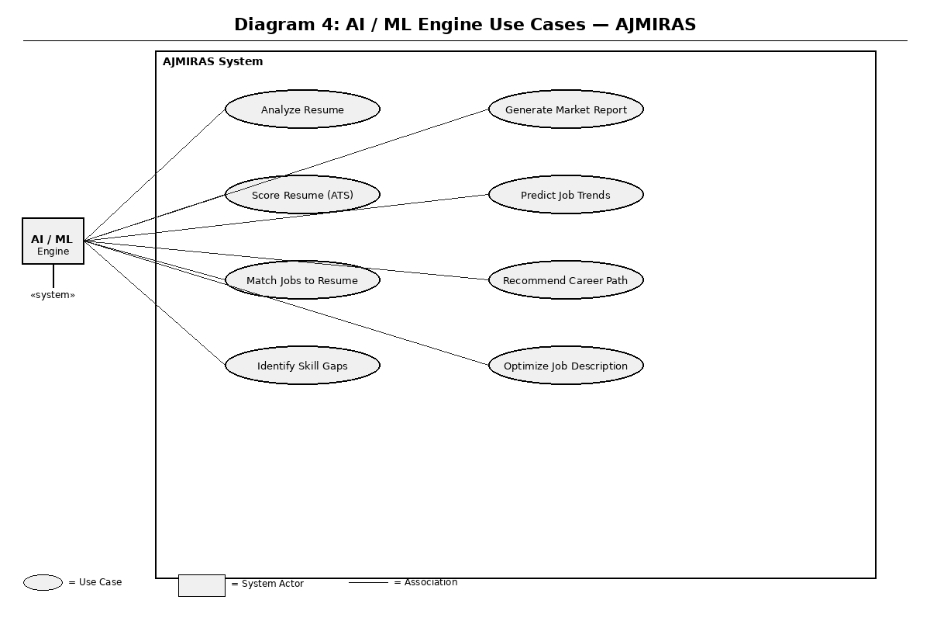 Diagram 4: AI / ML Engine Use Cases — AJMIRAS
AJMIRAS System
Analyze Resume
Generate Market Report
Score Resume (ATS)
Predict Job Trends
AI / ML
Engine
«system»
Match Jobs to Resume
Recommend Career Path
Identify Skill Gaps
Optimize Job Description
= Use Case
= System Actor
= Association